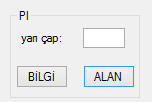 PI
yarı çap:
BİLGİ ALAN